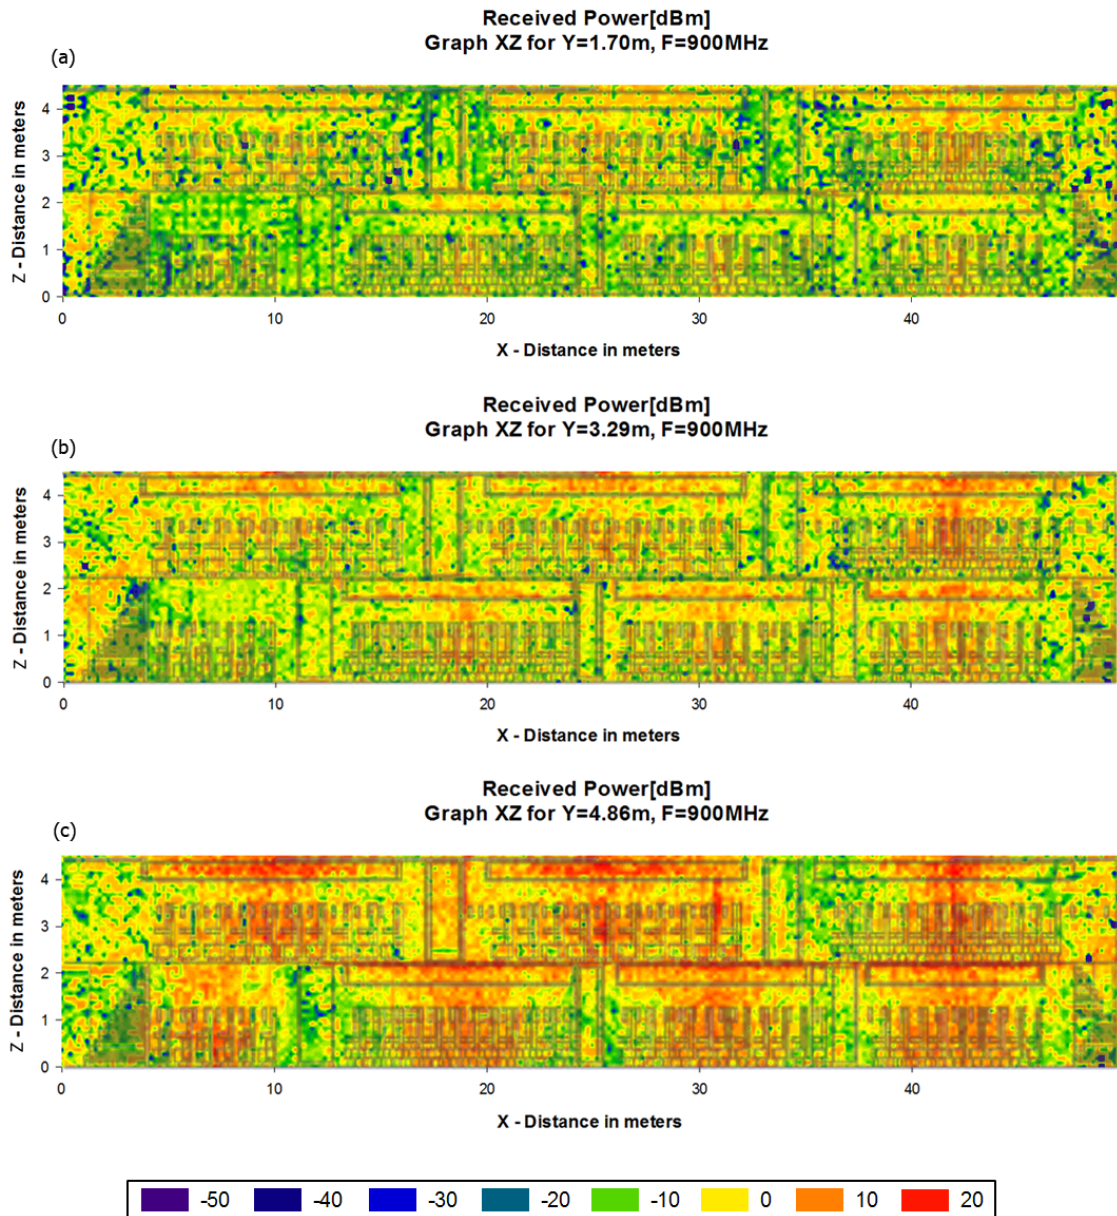 Received Power[dBm]
Graph XZ for Y=1.70m, F=900MHz
(a)
Z - Distance in meters
4
3
2
1
0
0 10 20 30 40
X - Distance in meters
Received Power[dBm]
Graph XZ for Y=3.29m, F=900MHz
(b)
Z - Distance in meters
4
3
2
1
0
0 10 20 30 40
X - Distance in meters
Received Power[dBm]
Graph XZ for Y=4.86m, F=900MHz
(c)
Z - Distance in meters
4
3
2
1
0
0 10 20 30 40
X - Distance in meters
-50 -40 -30 -20 -10 0 10 20